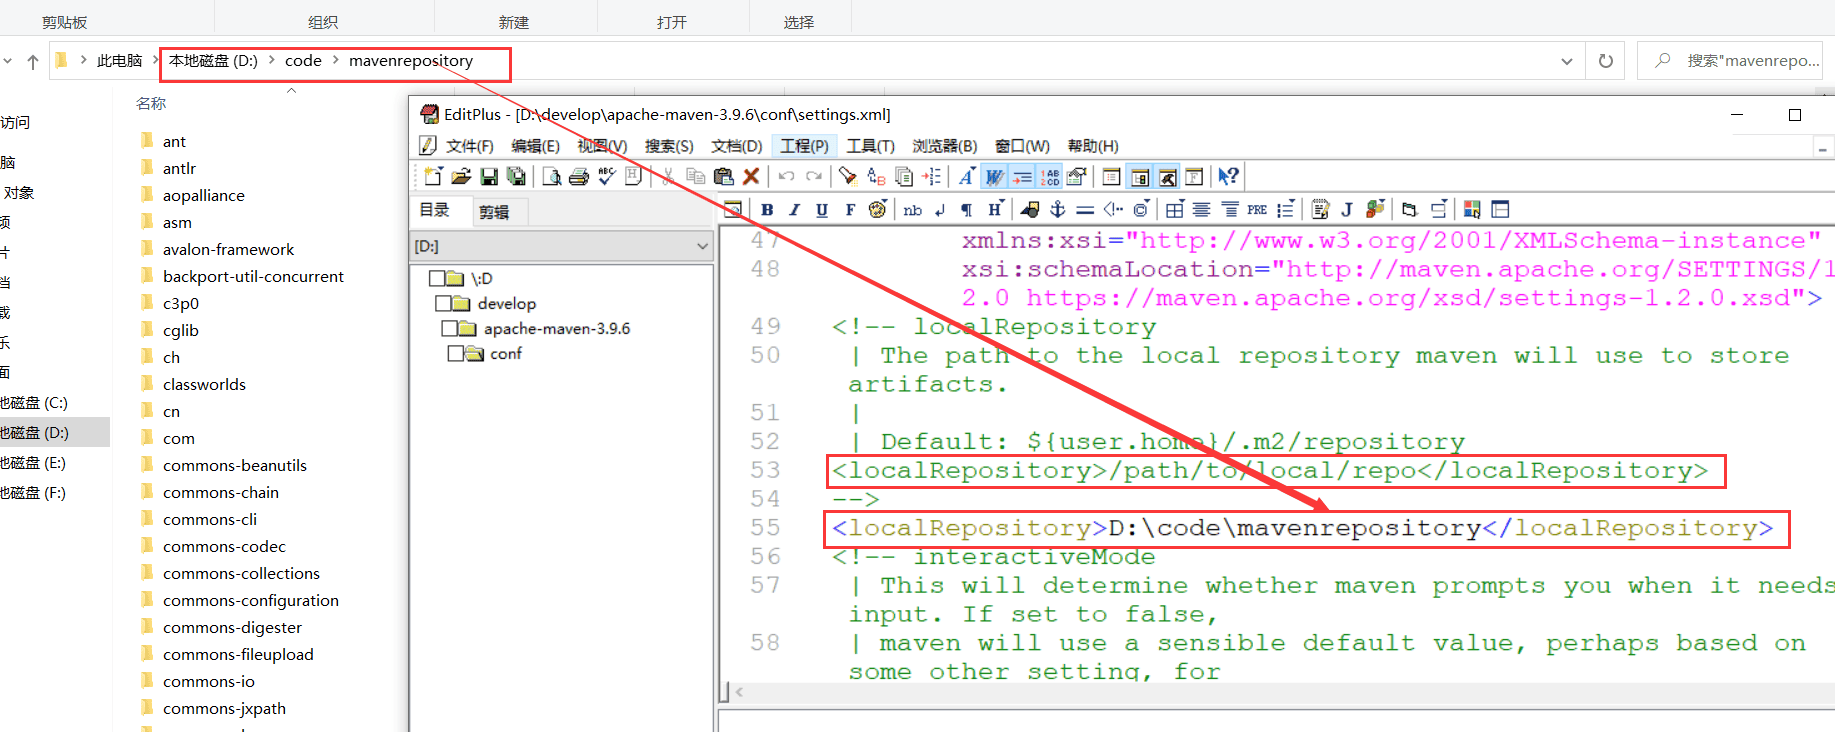 剪贴板 组织 新建 打开 选择
此电脑 本地磁盘 (D:) code mavenrepository 搜索"mavenrepo...
名称
访问
脑
对象
频
片
档
载
乐
面
地磁盘 (C:)
地磁盘 (D:)
地磁盘 (E:)
地磁盘 (F:)
ant
antlr
aopalliance
asm
avalon-framework
backport-util-concurrent
c3p0
cglib
ch
classworlds
cn
com
commons-beanutils
commons-chain
commons-cli
commons-codec
commons-collections
commons-configuration
commons-digester
commons-fileupload
commons-io
commons-jxpath
EditPlus - [D:\develop\apache-maven-3.9.6\conf\settings.xml]
文件(F) 编辑(E) 视图(V) 搜索(S) 文档(D) 工程(P) 工具(T) 浏览器(B) 窗口(W) 帮助(H)
目录 剪辑
B I U F nb H PRE J
[D:]
\:D
develop
apache-maven-3.9.6
conf
47 xmlns:xsi="http://www.w3.org/2001/XMLSchema-instance"
48 xsi:schemaLocation="http://maven.apache.org/SETTINGS/1
2.0 https://maven.apache.org/xsd/settings-1.2.0.xsd">
49 <!-- localRepository
50 | The path to the local repository maven will use to store
artifacts.
51 |
52 | Default: ${user.home}/.m2/repository
53 <localRepository>/path/to/local/repo</localRepository>
54 -->
55 <localRepository>D:\code\mavenrepository</localRepository>
56 <!-- interactiveMode
57 | This will determine whether maven prompts you when it needs
input. If set to false,
58 | maven will use a sensible default value, perhaps based on
some other setting, for